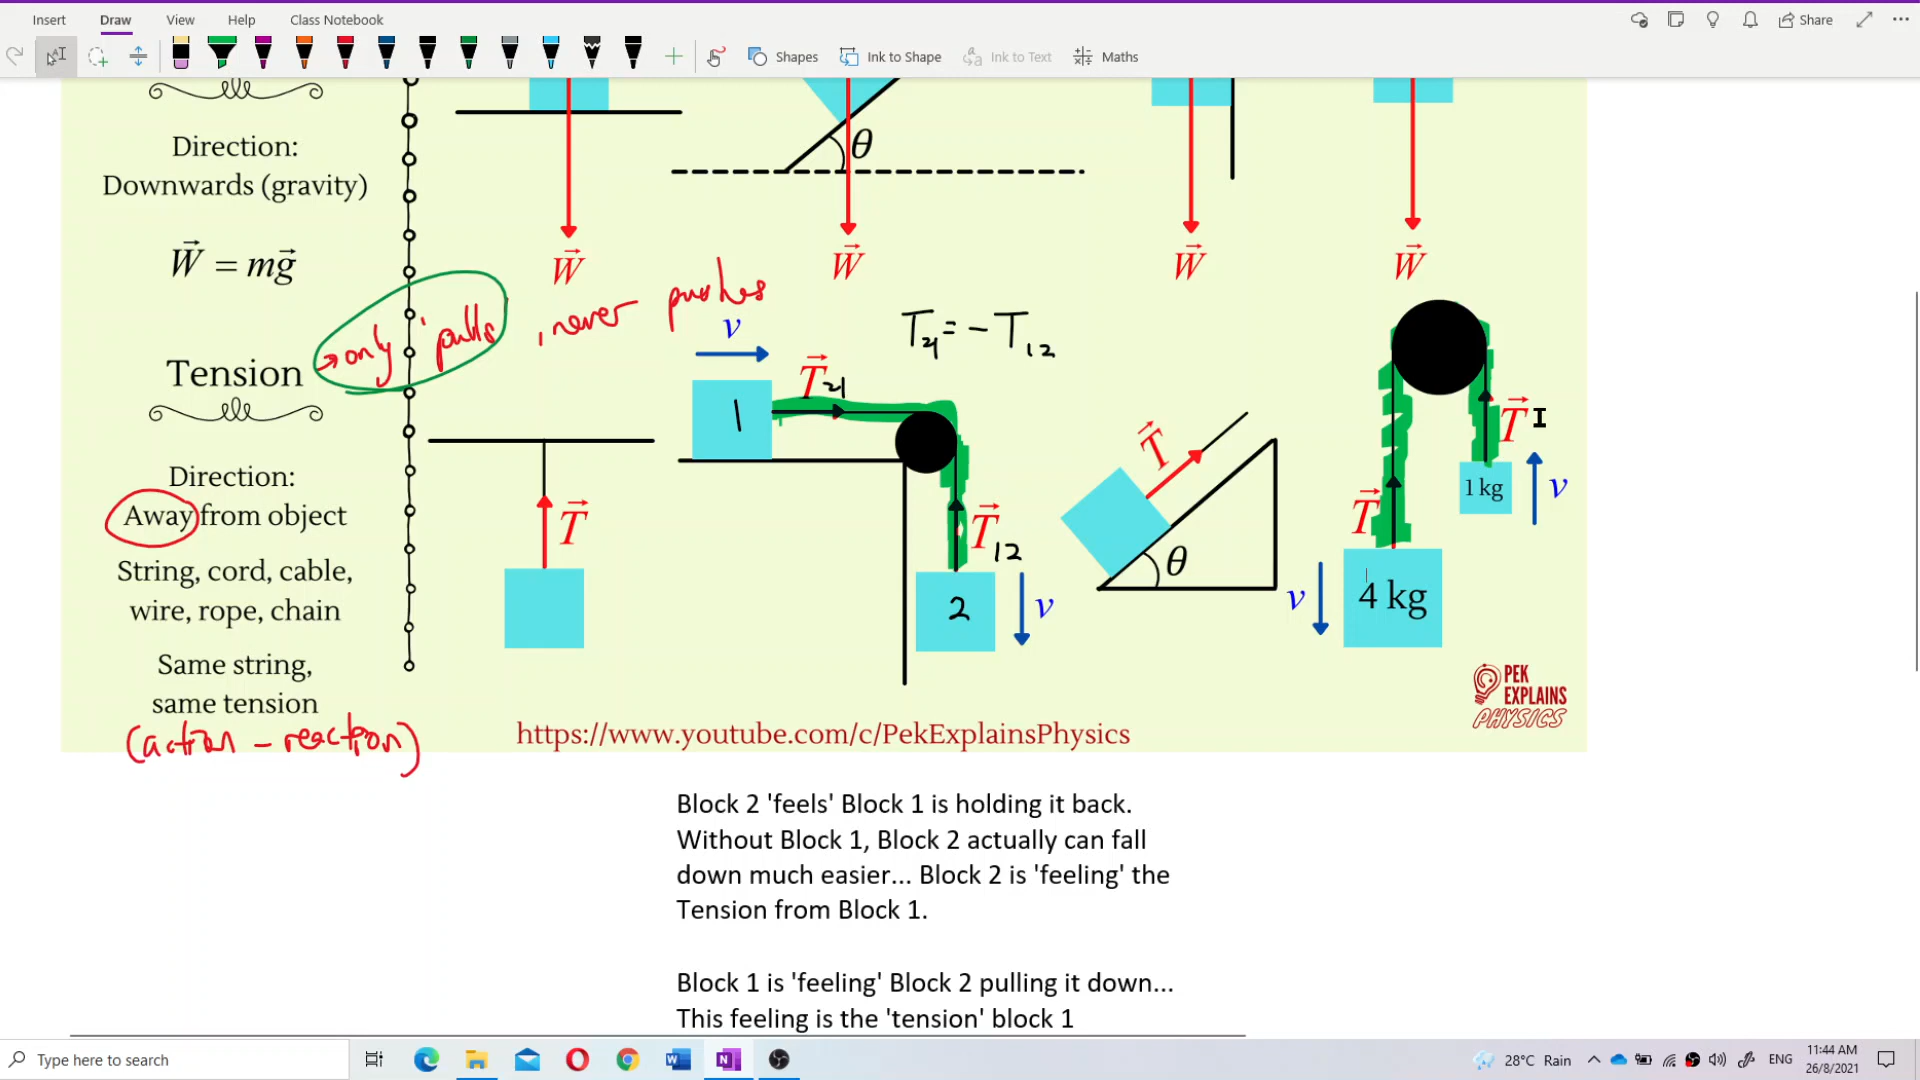 Insert Draw View Help Class Notebook Share
Shapes Ink to Shape Ink to Text Maths
Direction:
Downwards (gravity)
θ
W⃗ = mg⃗
W⃗ W⃗ W⃗ W⃗
Tension
→ only 'pulls', never pushes
v
T⃗21
T21 = - T12
1
Direction:
Away from object
String, cord, cable,
wire, rope, chain
Same string,
same tension
(action - reaction)
T⃗
T⃗12
2
v
T⃗
θ
T⃗
1 kg
v
T⃗
v
4 kg
PEK
EXPLAINS
PHYSICS
https://www.youtube.com/c/PekExplainsPhysics
Block 2 'feels' Block 1 is holding it back.
Without Block 1, Block 2 actually can fall
down much easier... Block 2 is 'feeling' the
Tension from Block 1.
Block 1 is 'feeling' Block 2 pulling it down...
This feeling is the 'tension' block 1
Type here to search
28°C Rain
ENG
11:44 AM
26/8/2021